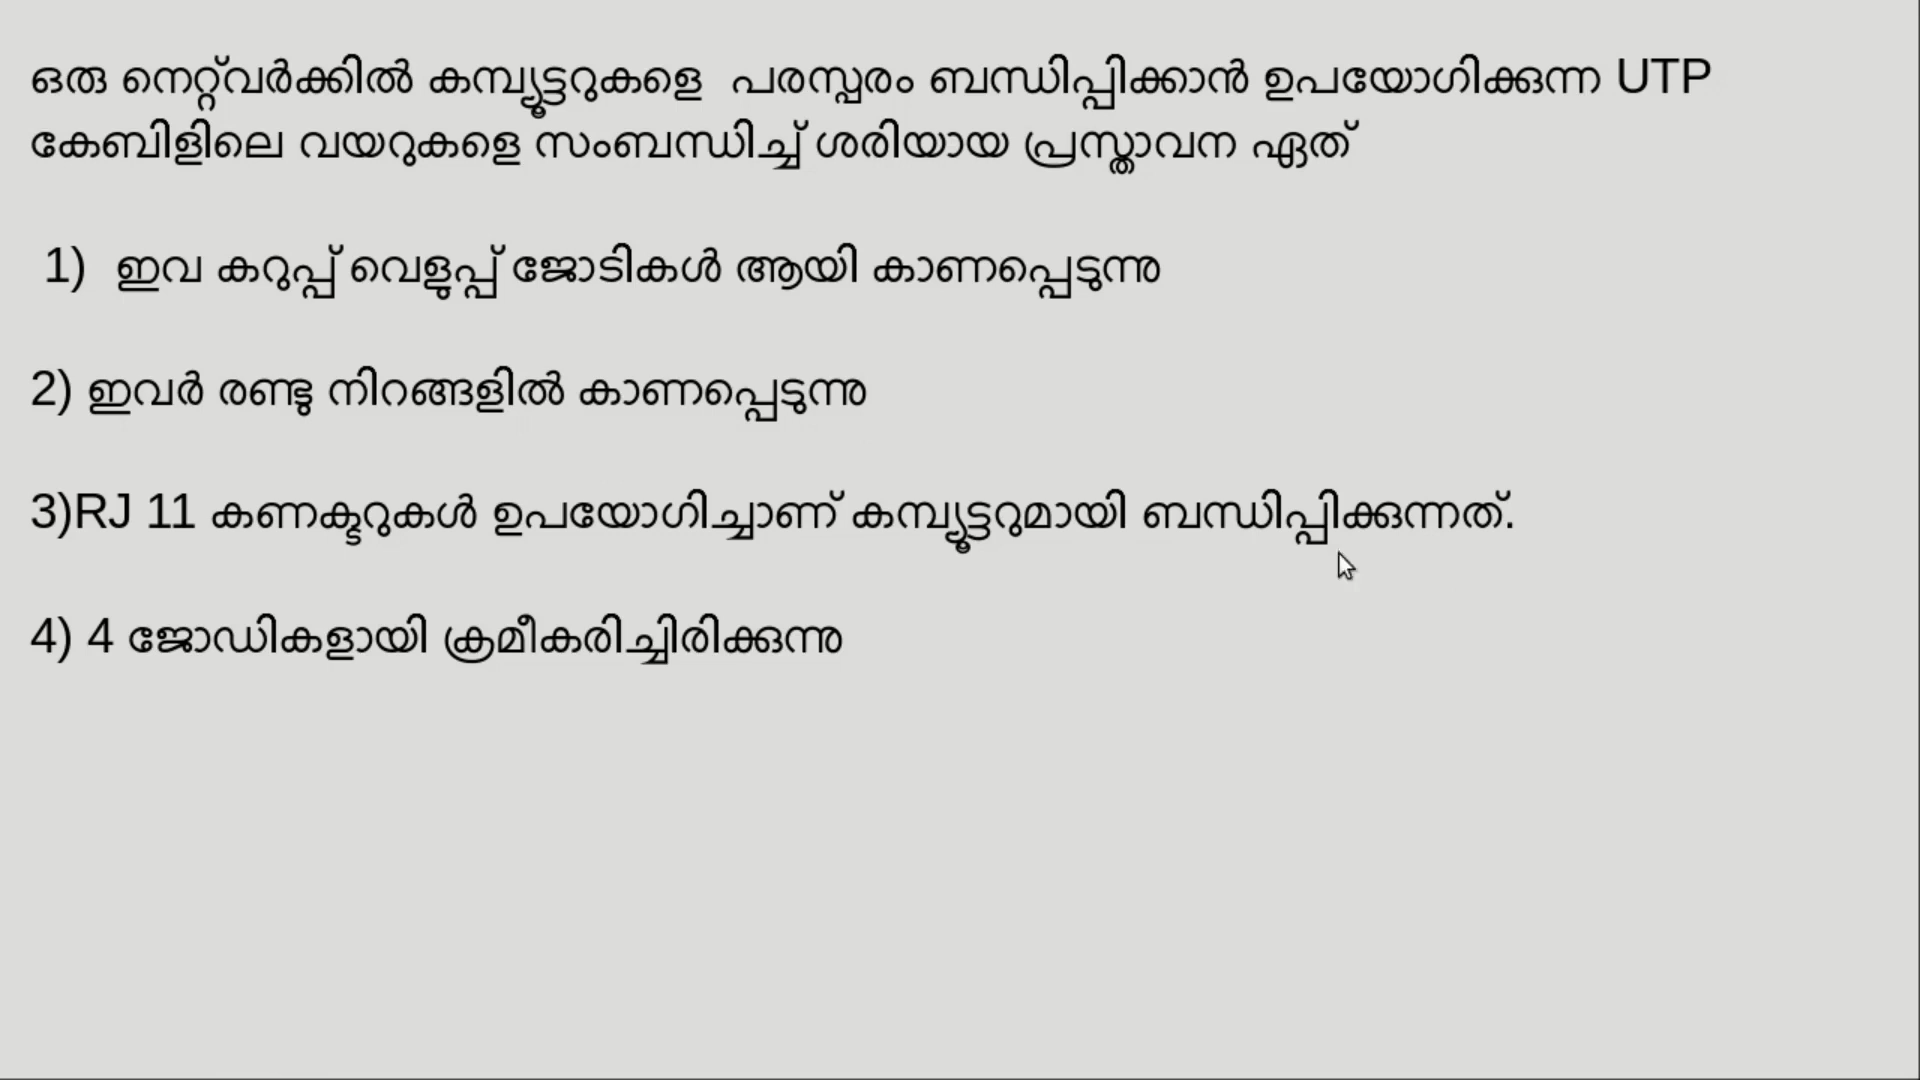 ഒരു നെറ്റ്‌വർക്കിൽ കമ്പ്യൂട്ടറുകളെ പരസ്പരം ബന്ധിപ്പിക്കാൻ ഉപയോഗിക്കുന്ന UTP
കേബിളിലെ വയറുകളെ സംബന്ധിച്ച് ശരിയായ പ്രസ്താവന ഏത്
1) ഇവ കറുപ്പ് വെളുപ്പ് ജോടികൾ ആയി കാണപ്പെടുന്നു
2) ഇവർ രണ്ടു നിറങ്ങളിൽ കാണപ്പെടുന്നു
3)RJ 11 കണക്ടറുകൾ ഉപയോഗിച്ചാണ് കമ്പ്യൂട്ടറുമായി ബന്ധിപ്പിക്കുന്നത്.
4) 4 ജോഡികളായി ക്രമീകരിച്ചിരിക്കുന്നു